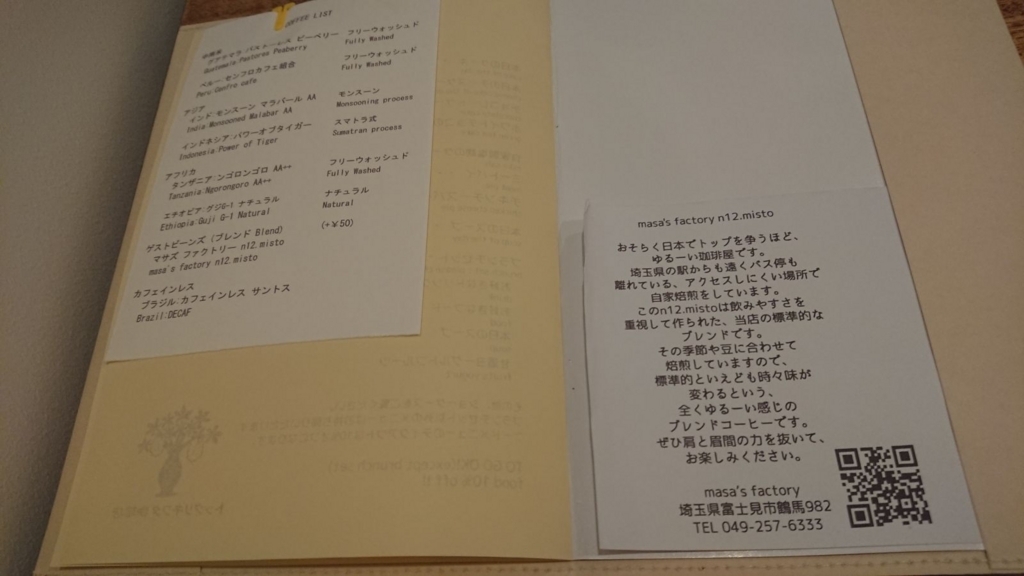 COFFEE LIST
中南米
グアテマラ パストーレス ピーベリー フリーウォッシュド
Guatemala:Pastores Peaberry Fully Washed
ペルー:センフロカフェ組合 フリーウォッシュド
Peru:Cenfro cafe Fully Washed
アジア
インド:モンスーン マラバール AA モンスーン
India:Monsooned Malabar AA Monsooning process
インドネシア:パワーオブタイガー スマトラ式
Indonesia:Power of Tiger Sumatran process
アフリカ
タンザニア:ンゴロンゴロ AA++ フリーウォッシュド
Tanzania:Ngorongoro AA++ Fully Washed
エチオピア グジG-1 ナチュラル ナチュラル
Ethiopia:Guji G-1 Natural Natural
ゲストビーンズ (ブレンド Blend) (+¥50)
マサズ ファクトリー n12.misto
masa's factory n12.misto
カフェインレス
ブラジル:カフェインレス サントス
Brazil:DECAF
masa's factory n12.misto
おそらく日本でトップを争うほど、
ゆるーい珈琲屋です。
埼玉県の駅からも遠くバス停も
離れている、アクセスしにくい場所で
自家焙煎をしています。
このn12.mistoは飲みやすさを
重視して作られた、当店の標準的な
ブレンドです。
その季節や豆に合わせて
焙煎していますので、
標準的といえども時々味が
変わるという、
全くゆるーい感じの
ブレンドコーヒーです。
ぜひ肩と眉間の力を抜いて、
お楽しみください。
masa's factory
埼玉県富士見市鶴馬982
TEL 049-257-6333